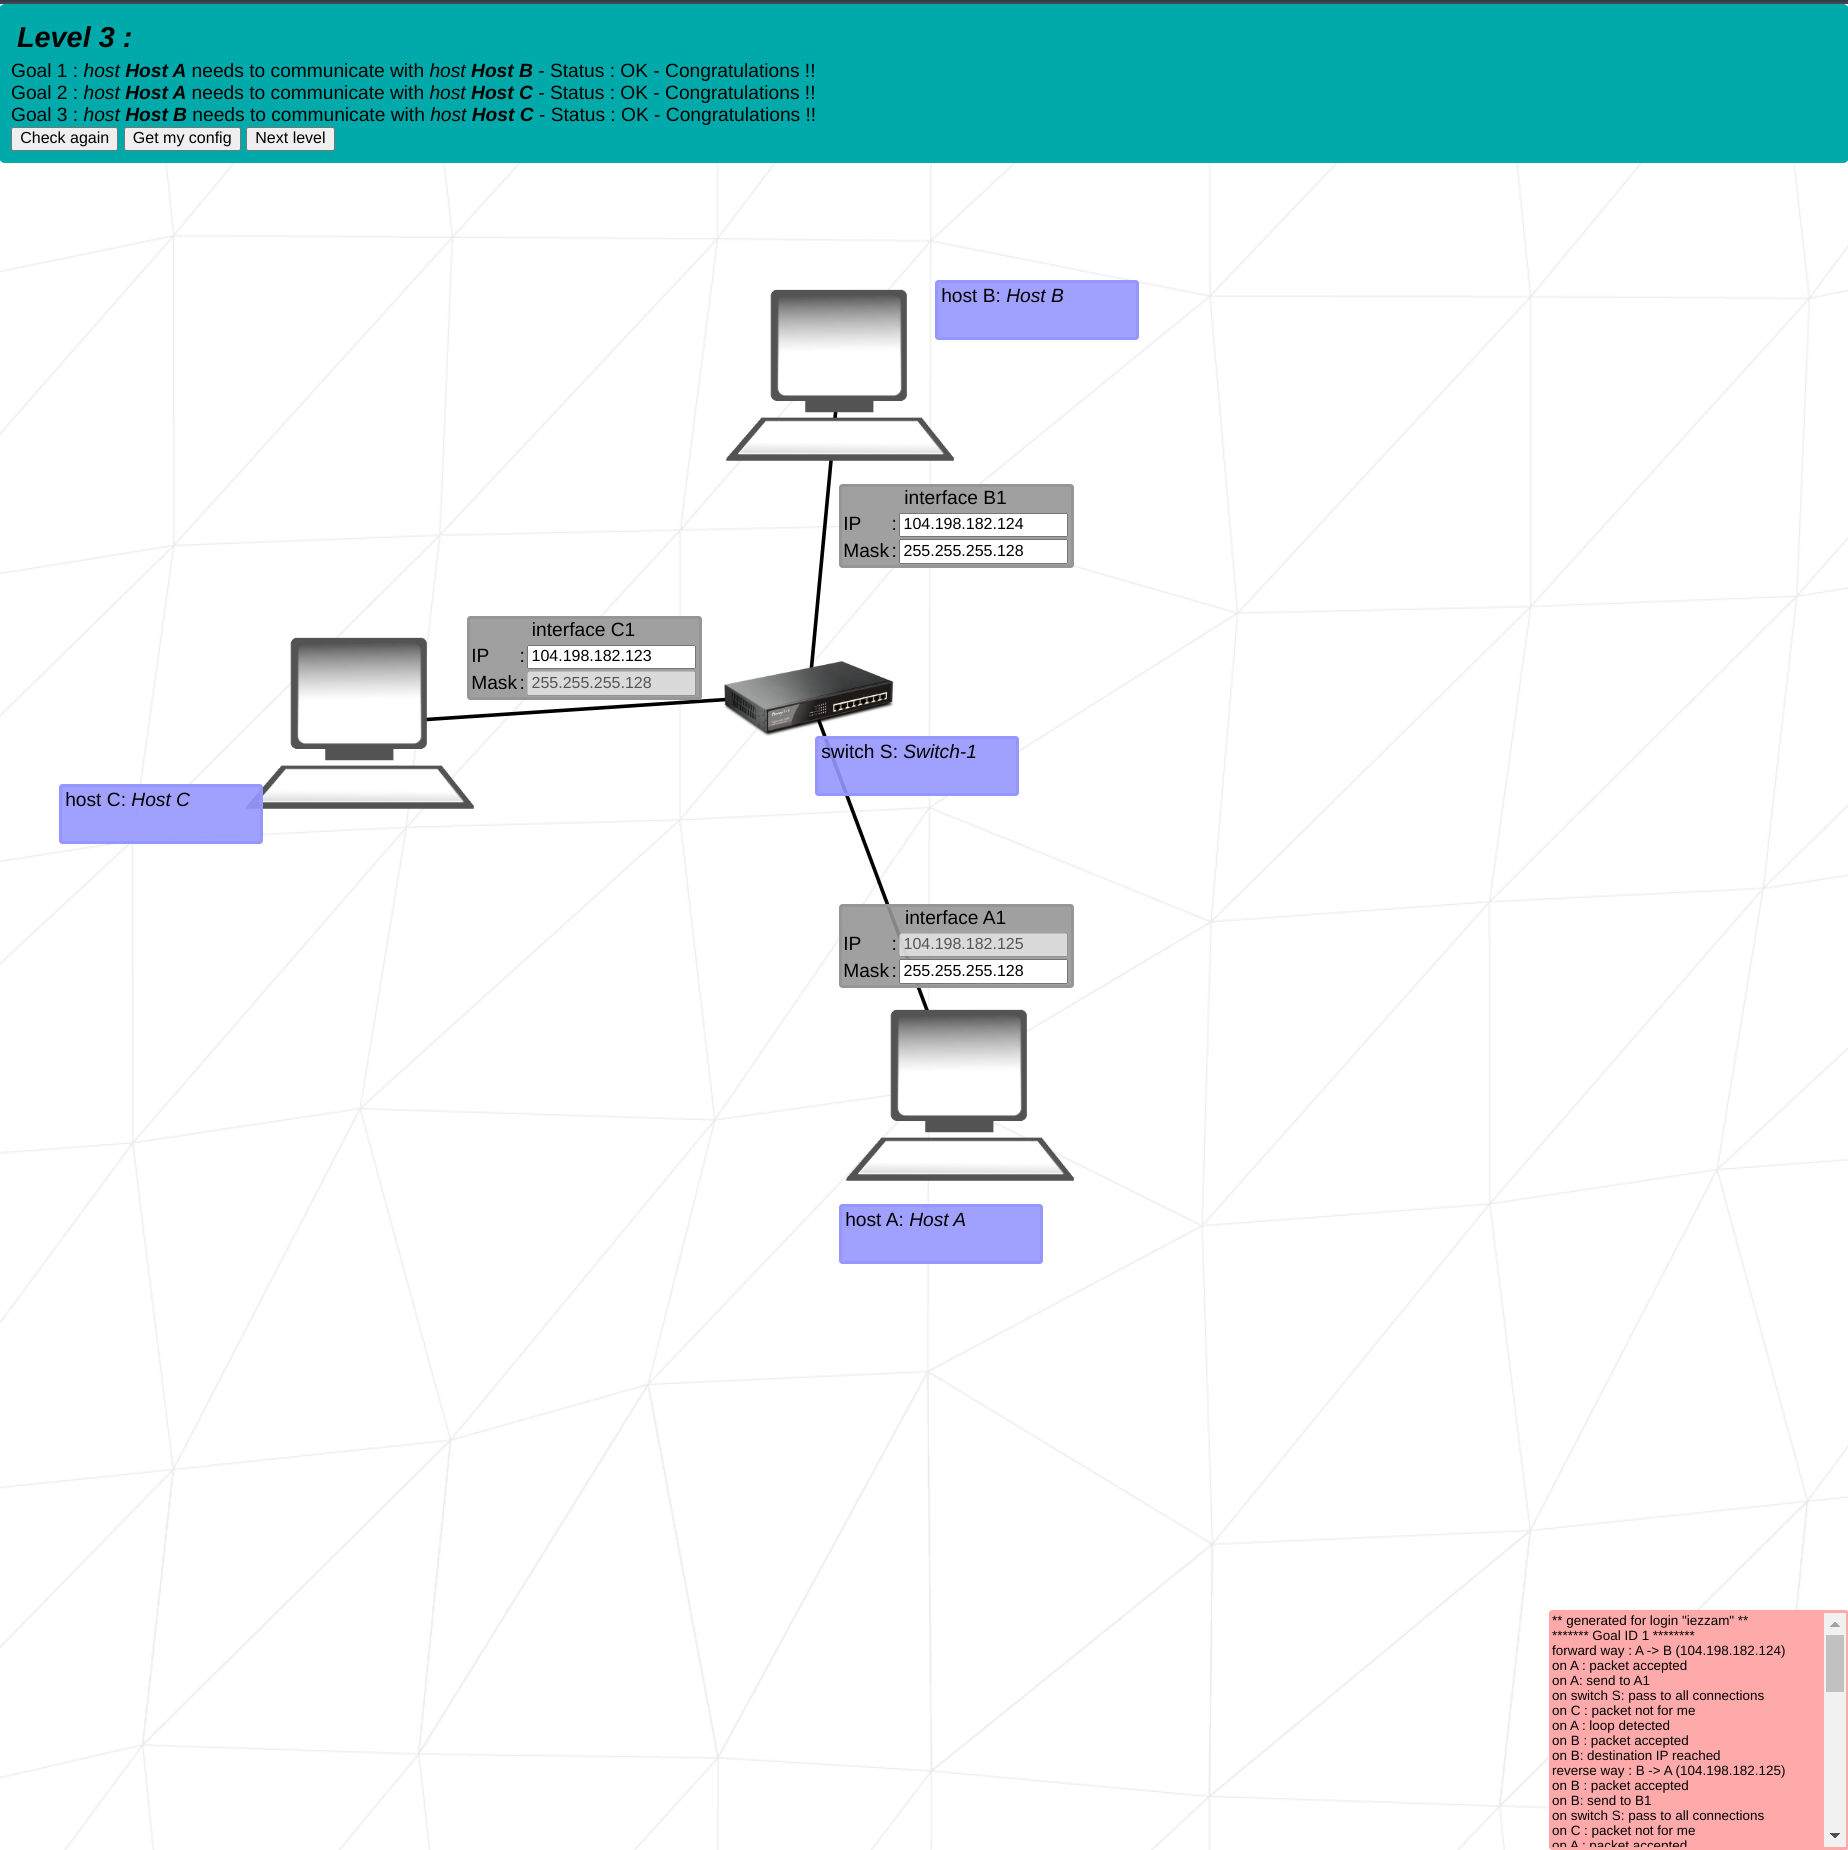 Level 3 :
Goal 1 : host Host A needs to communicate with host Host B - Status : OK - Congratulations !!
Goal 2 : host Host A needs to communicate with host Host C - Status : OK - Congratulations !!
Goal 3 : host Host B needs to communicate with host Host C - Status : OK - Congratulations !!
Check again Get my config Next level
host B: Host B
interface B1
IP : 104.198.182.124
Mask : 255.255.255.128
interface C1
IP : 104.198.182.123
Mask : 255.255.255.128
switch S: Switch-1
host C: Host C
interface A1
IP : 104.198.182.125
Mask : 255.255.255.128
host A: Host A
** generated for login "iezzam" **
******* Goal ID 1 ********
forward way : A -> B (104.198.182.124)
on A : packet accepted
on A: send to A1
on switch S: pass to all connections
on C : packet not for me
on A : loop detected
on B : packet accepted
on B: destination IP reached
reverse way : B -> A (104.198.182.125)
on B : packet accepted
on B: send to B1
on switch S: pass to all connections
on C : packet not for me
on A : packet accepted